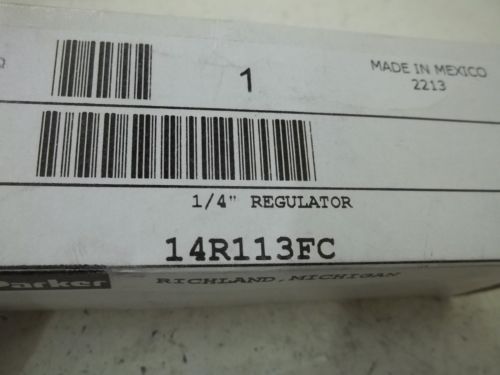 Q
1
MADE IN MEXICO
2213
1/4" REGULATOR
14R113FC
Parker
RICHLAND, MICHIGAN